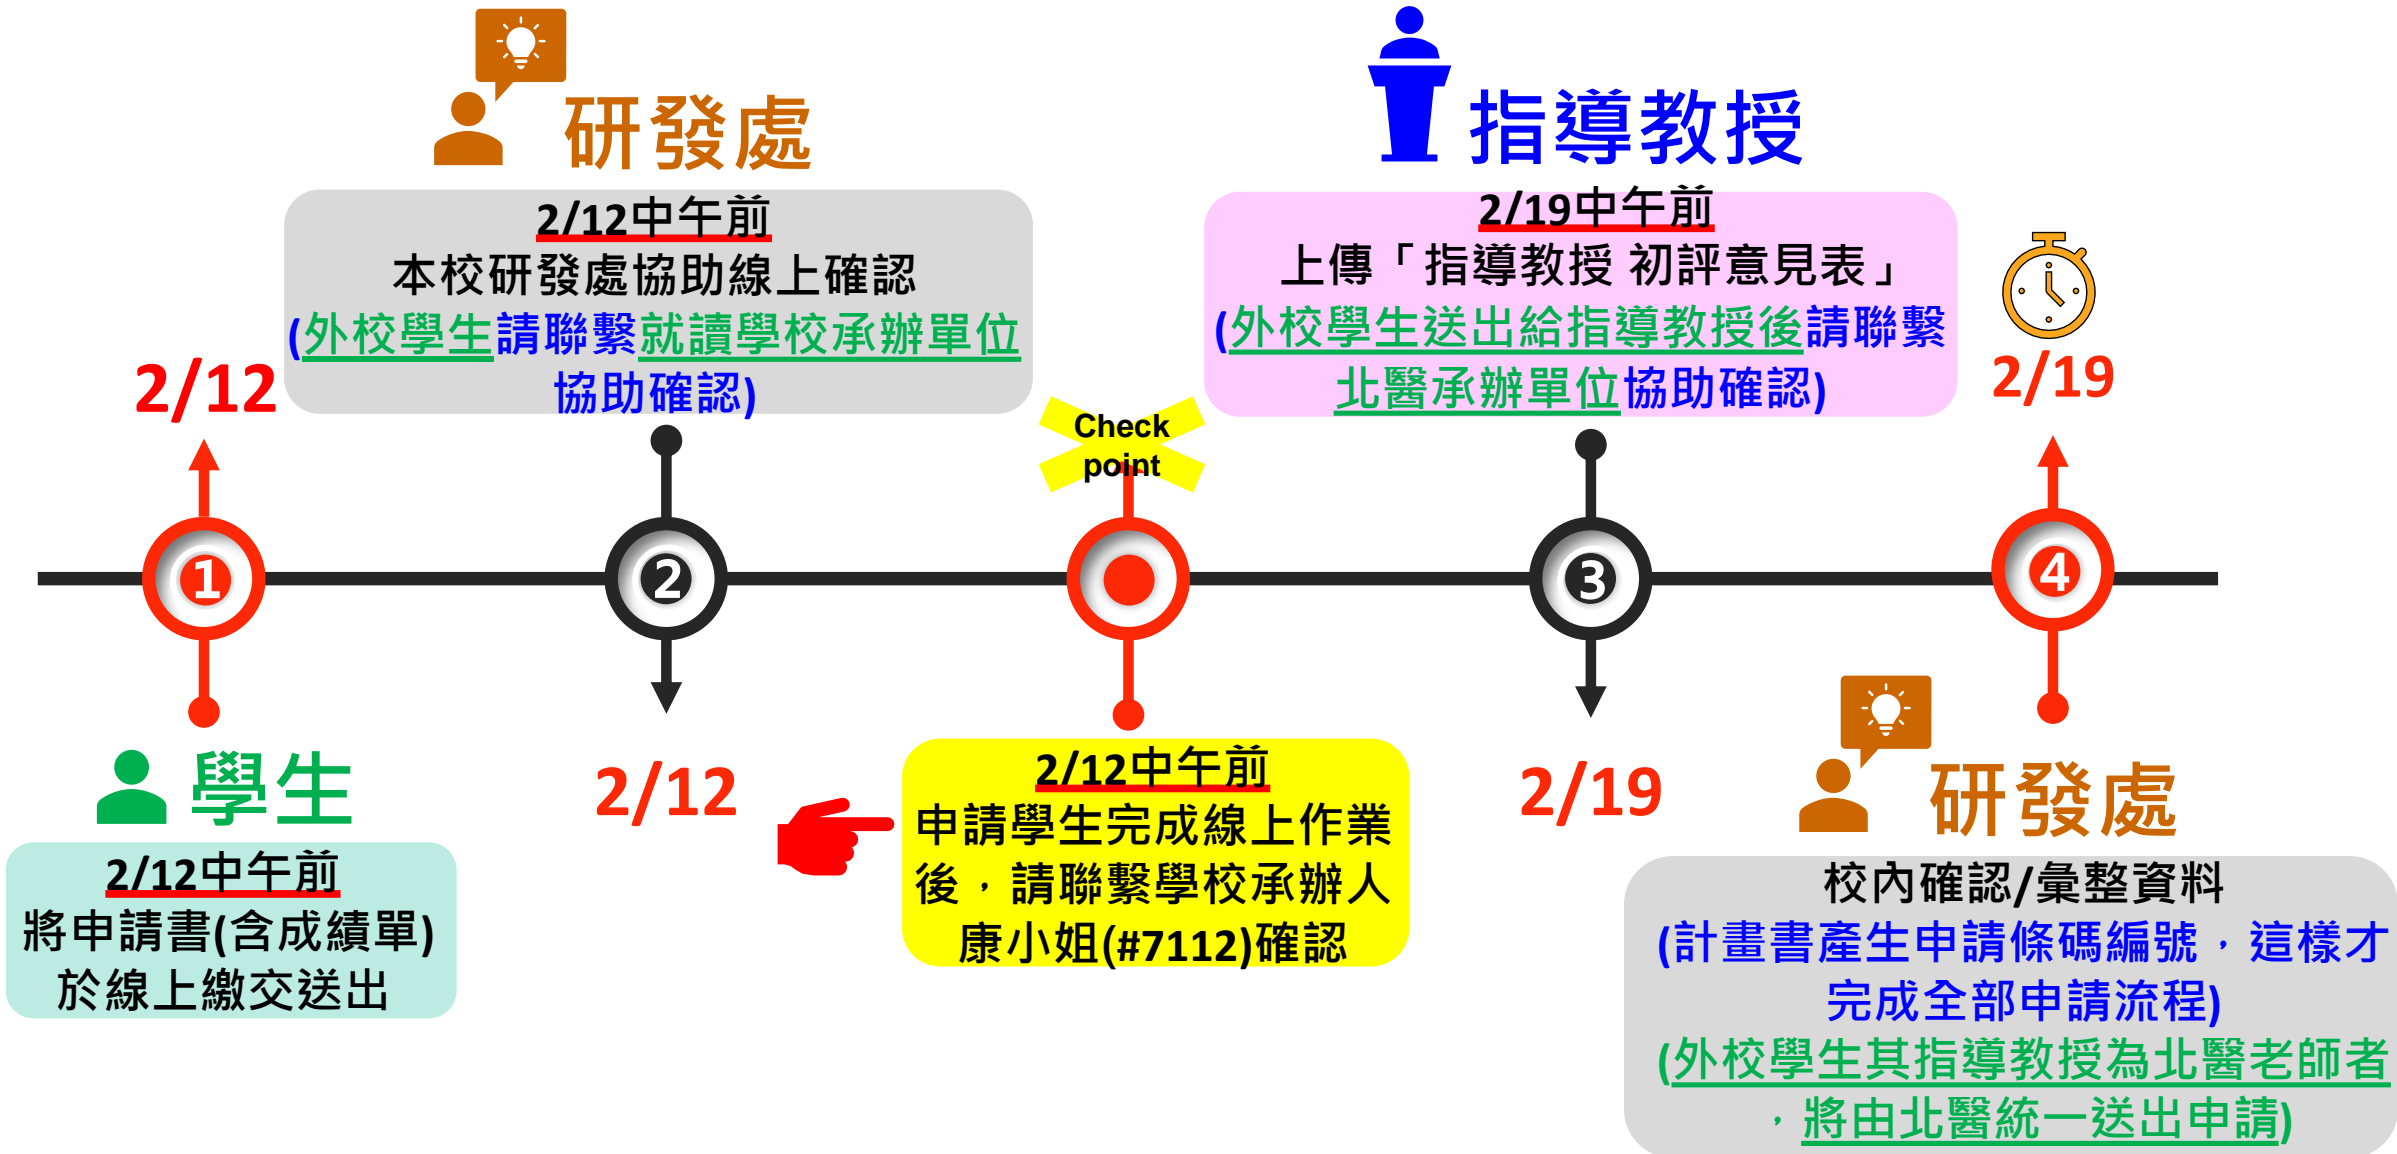 研發處
2/12中午前
本校研發處協助線上確認
(外校學生請聯繫就讀學校承辦單位
協助確認)
指導教授
2/19中午前
上傳「指導教授 初評意見表」
(外校學生送出給指導教授後請聯繫
北醫承辦單位協助確認)
2/12
Check
point
2/19
1
2
3
4
學生
2/12中午前
將申請書(含成績單)
於線上繳交送出
2/12
2/12中午前
申請學生完成線上作業
後，請聯繫學校承辦人
康小姐(#7112)確認
2/19
研發處
校內確認/彙整資料
(計畫書產生申請條碼編號，這樣才
完成全部申請流程)
(外校學生其指導教授為北醫老師者
，將由北醫統一送出申請)